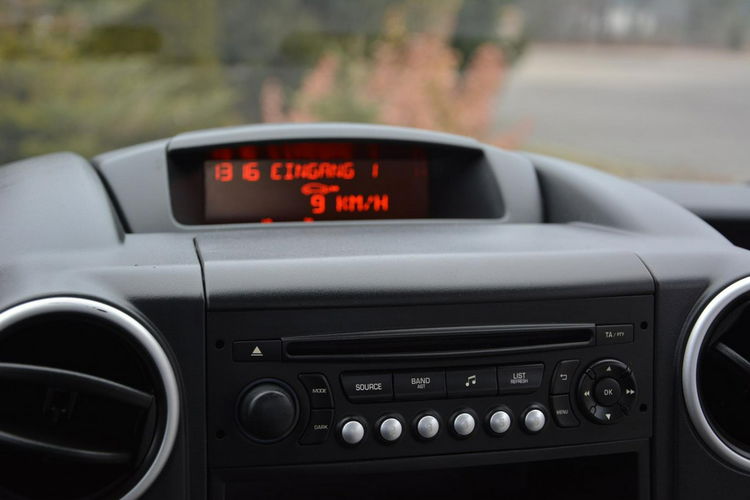 13 16 EINGANG 1
9 KM/H
TA / PTY
MODE
SOURCE
BAND
AST
LIST
REFRESH
DARK
MENU
OK